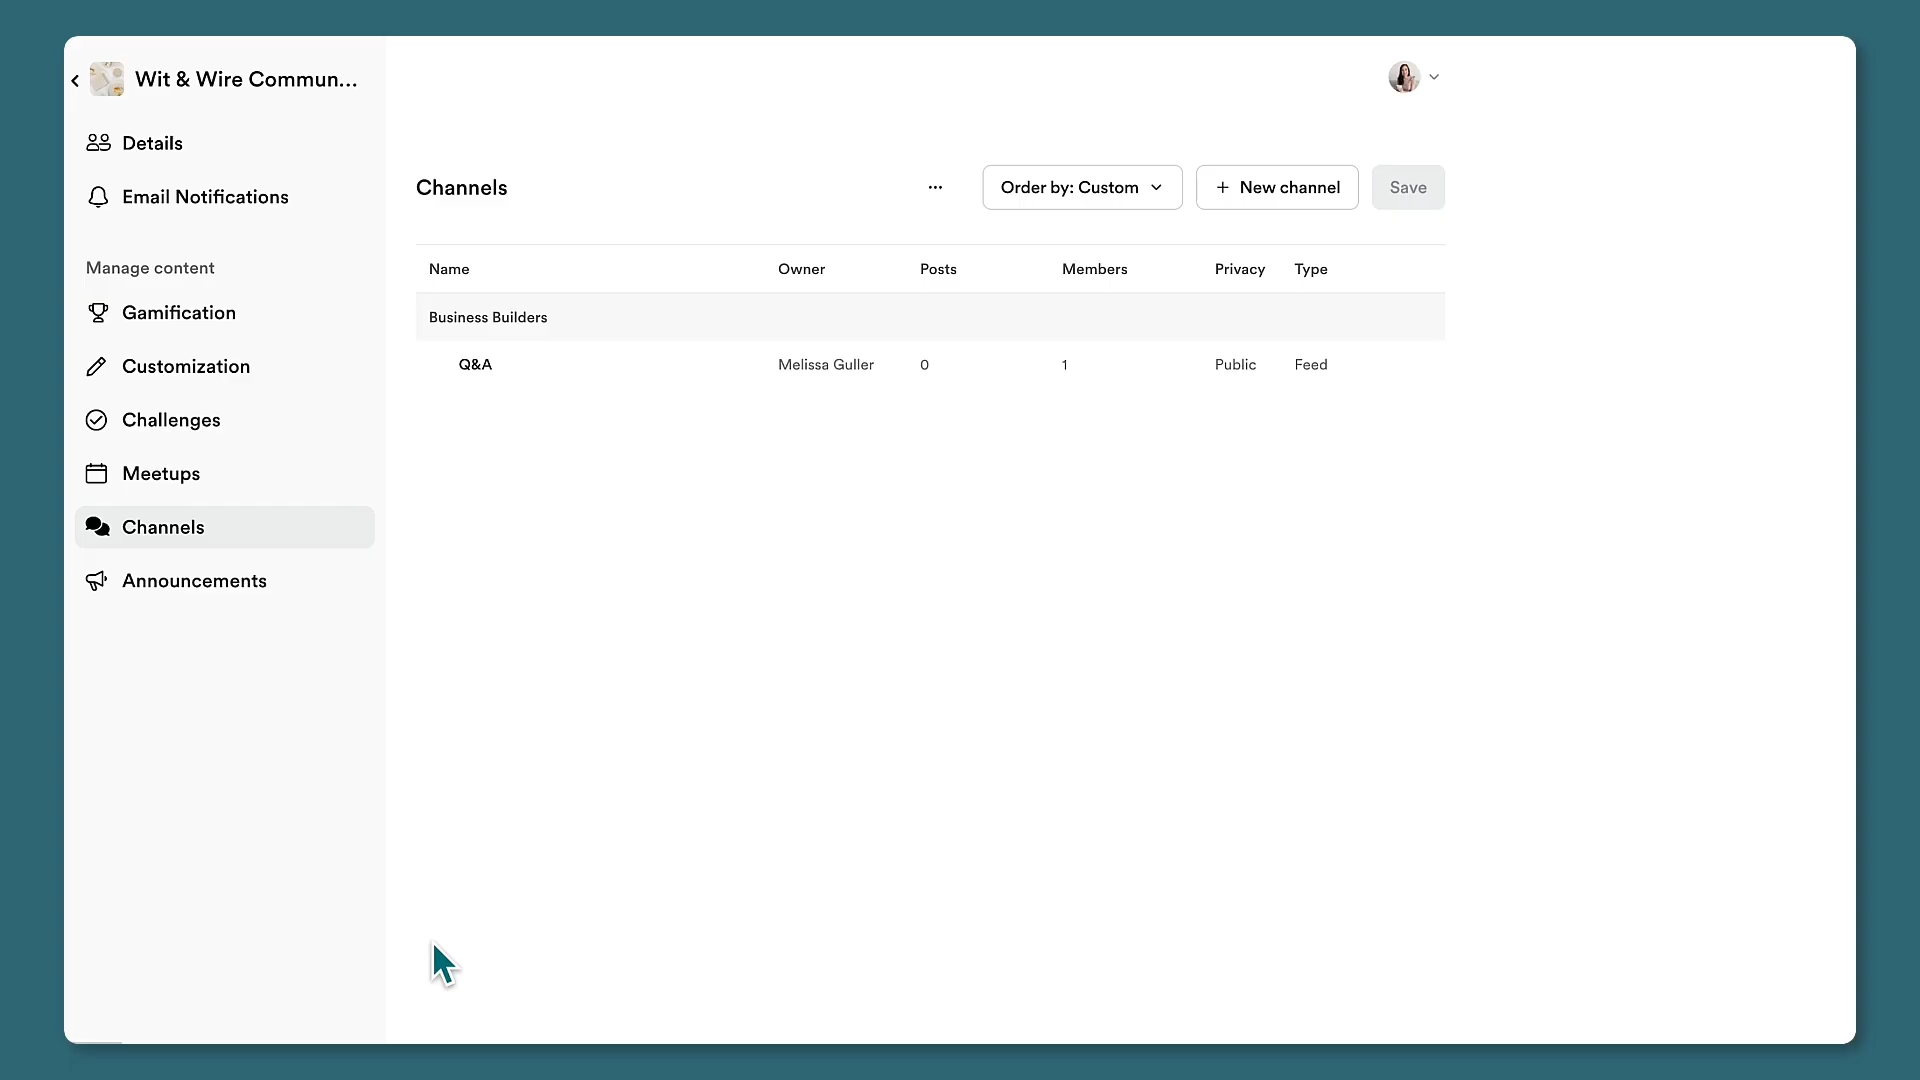 Wit & Wire Commun...
Details
Email Notifications
Manage content
Gamification
Customization
Challenges
Meetups
Channels
Announcements
Channels
Order by: Custom
+ New channel
Save
Name Owner Posts Members Privacy Type
Business Builders
Q&A Melissa Guller 0 1 Public Feed